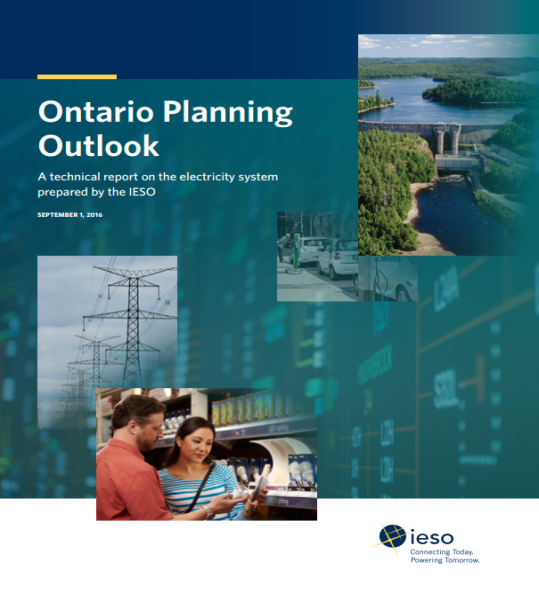 Ontario Planning
Outlook
A technical report on the electricity system
prepared by the IESO
SEPTEMBER 1, 2016
ieso
Connecting Today.
Powering Tomorrow.